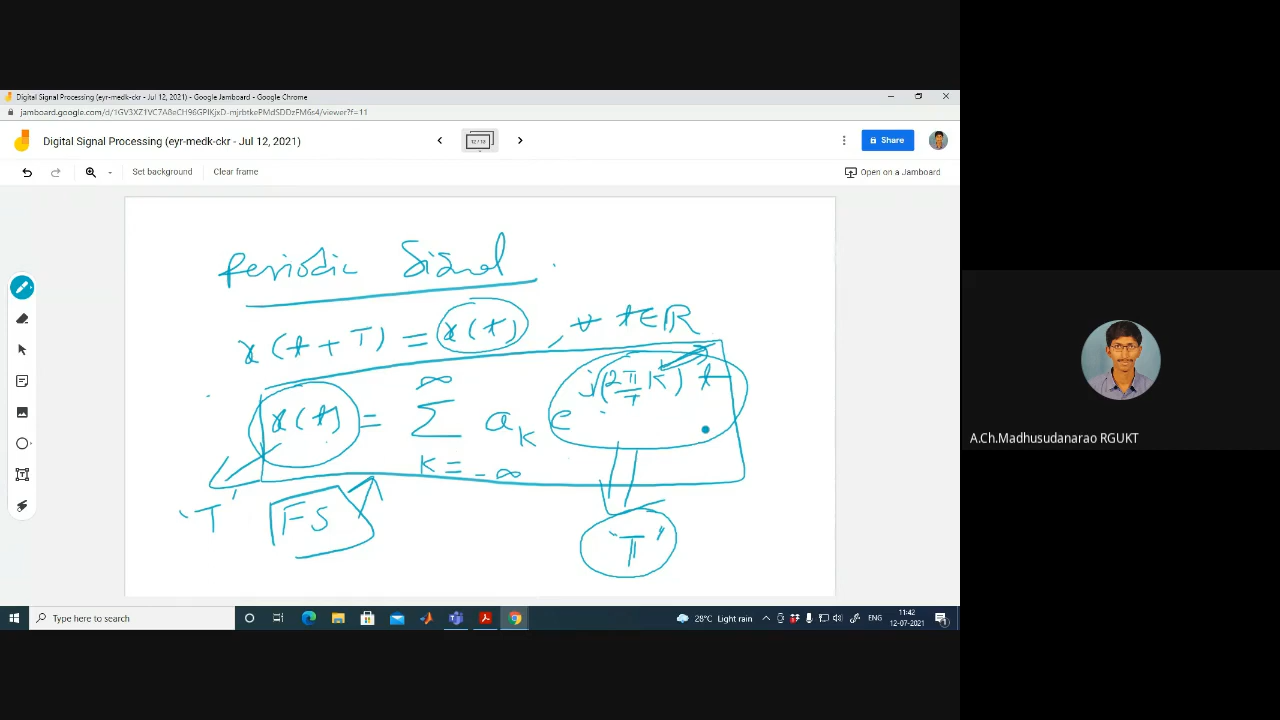 Digital Signal Processing (eyr-medk-ckr - Jul 12, 2021) - Google Jamboard - Google Chrome
Digital Signal Processing (eyr-medk-ckr - Jul 12, 2021)
12 / 13
Share
Set background
Clear frame
Open on a Jamboard
Periodic Signal
x(t + T) = x(t), ∀ t∈ℝ
x(t) = ∞ Σ k = -∞ a_k e^{j(2π/T k) t}
'T'
FS
"T"
A.Ch.Madhusudanarao RGUKT
Type here to search
28°C Light rain
ENG
11:42
12-07-2021